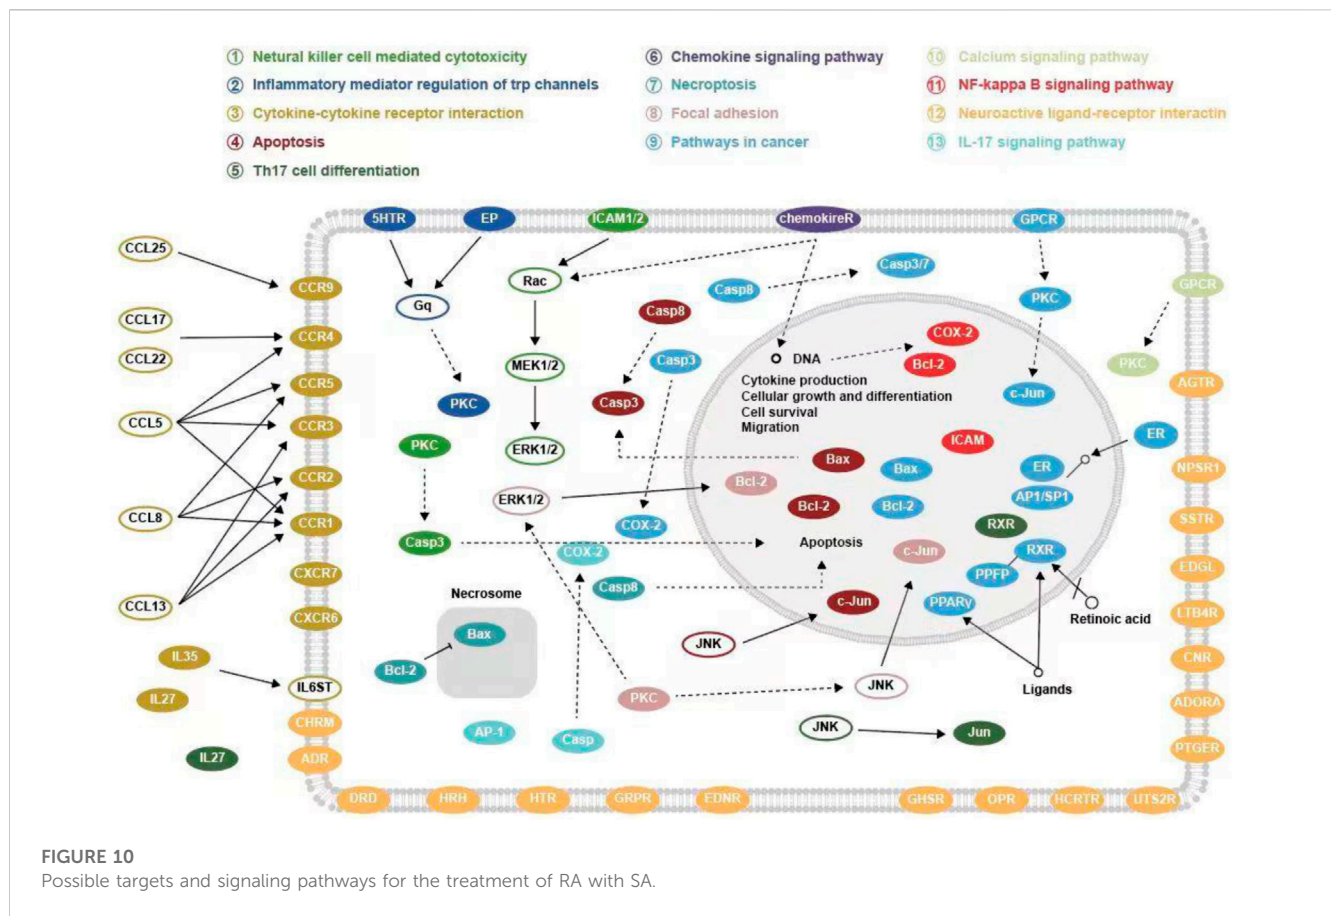 ① Netural killer cell mediated cytotoxicity
② Inflammatory mediator regulation of trp channels
③ Cytokine-cytokine receptor interaction
④ Apoptosis
⑤ Th17 cell differentiation
⑥ Chemokine signaling pathway
⑦ Necroptosis
⑧ Focal adhesion
⑨ Pathways in cancer
⑩ Calcium signaling pathway
⑪ NF-kappa B signaling pathway
⑫ Neuroactive ligand-receptor interactin
⑬ IL-17 signaling pathway
5HTR
EP
ICAM1/2
chemokireR
GPCR
CCL25
CCL17
CCL22
CCL5
CCL8
CCL13
IL35
IL27
IL27
CCR9
CCR4
CCR5
CCR3
CCR2
CCR1
CXCR7
CXCR6
IL6ST
CHRM
ADR
Gq
PKC
PKC
Casp3
Rac
MEK1/2
ERK1/2
ERK1/2
Casp8
Casp3/7
Casp8
Casp3
Casp3
COX-2
COX-2
Casp8
Necrosome
Bax
Bcl-2
AP-1
Casp
PKC
JNK
JNK
JNK
Jun
DNA
Cytokine production
Cellular growth and differentiation
Cell survival
Migration
COX-2
Bcl-2
ICAM
Bax
Bax
Bcl-2
Bcl-2
Bcl-2
Apoptosis
c-Jun
c-Jun
PKC
c-Jun
ER
ER
AP1/SP1
RXR
RXR
PPFP
PPARγ
Retinoic acid
Ligands
GPCR
PKC
AGTR
NPSR1
SSTR
EDGL
LTB4R
CNR
ADORA
PTGER
DRD
HRH
HTR
GRPR
EDNR
GHSR
OPR
HCRTR
UTS2R
FIGURE 10
Possible targets and signaling pathways for the treatment of RA with SA.